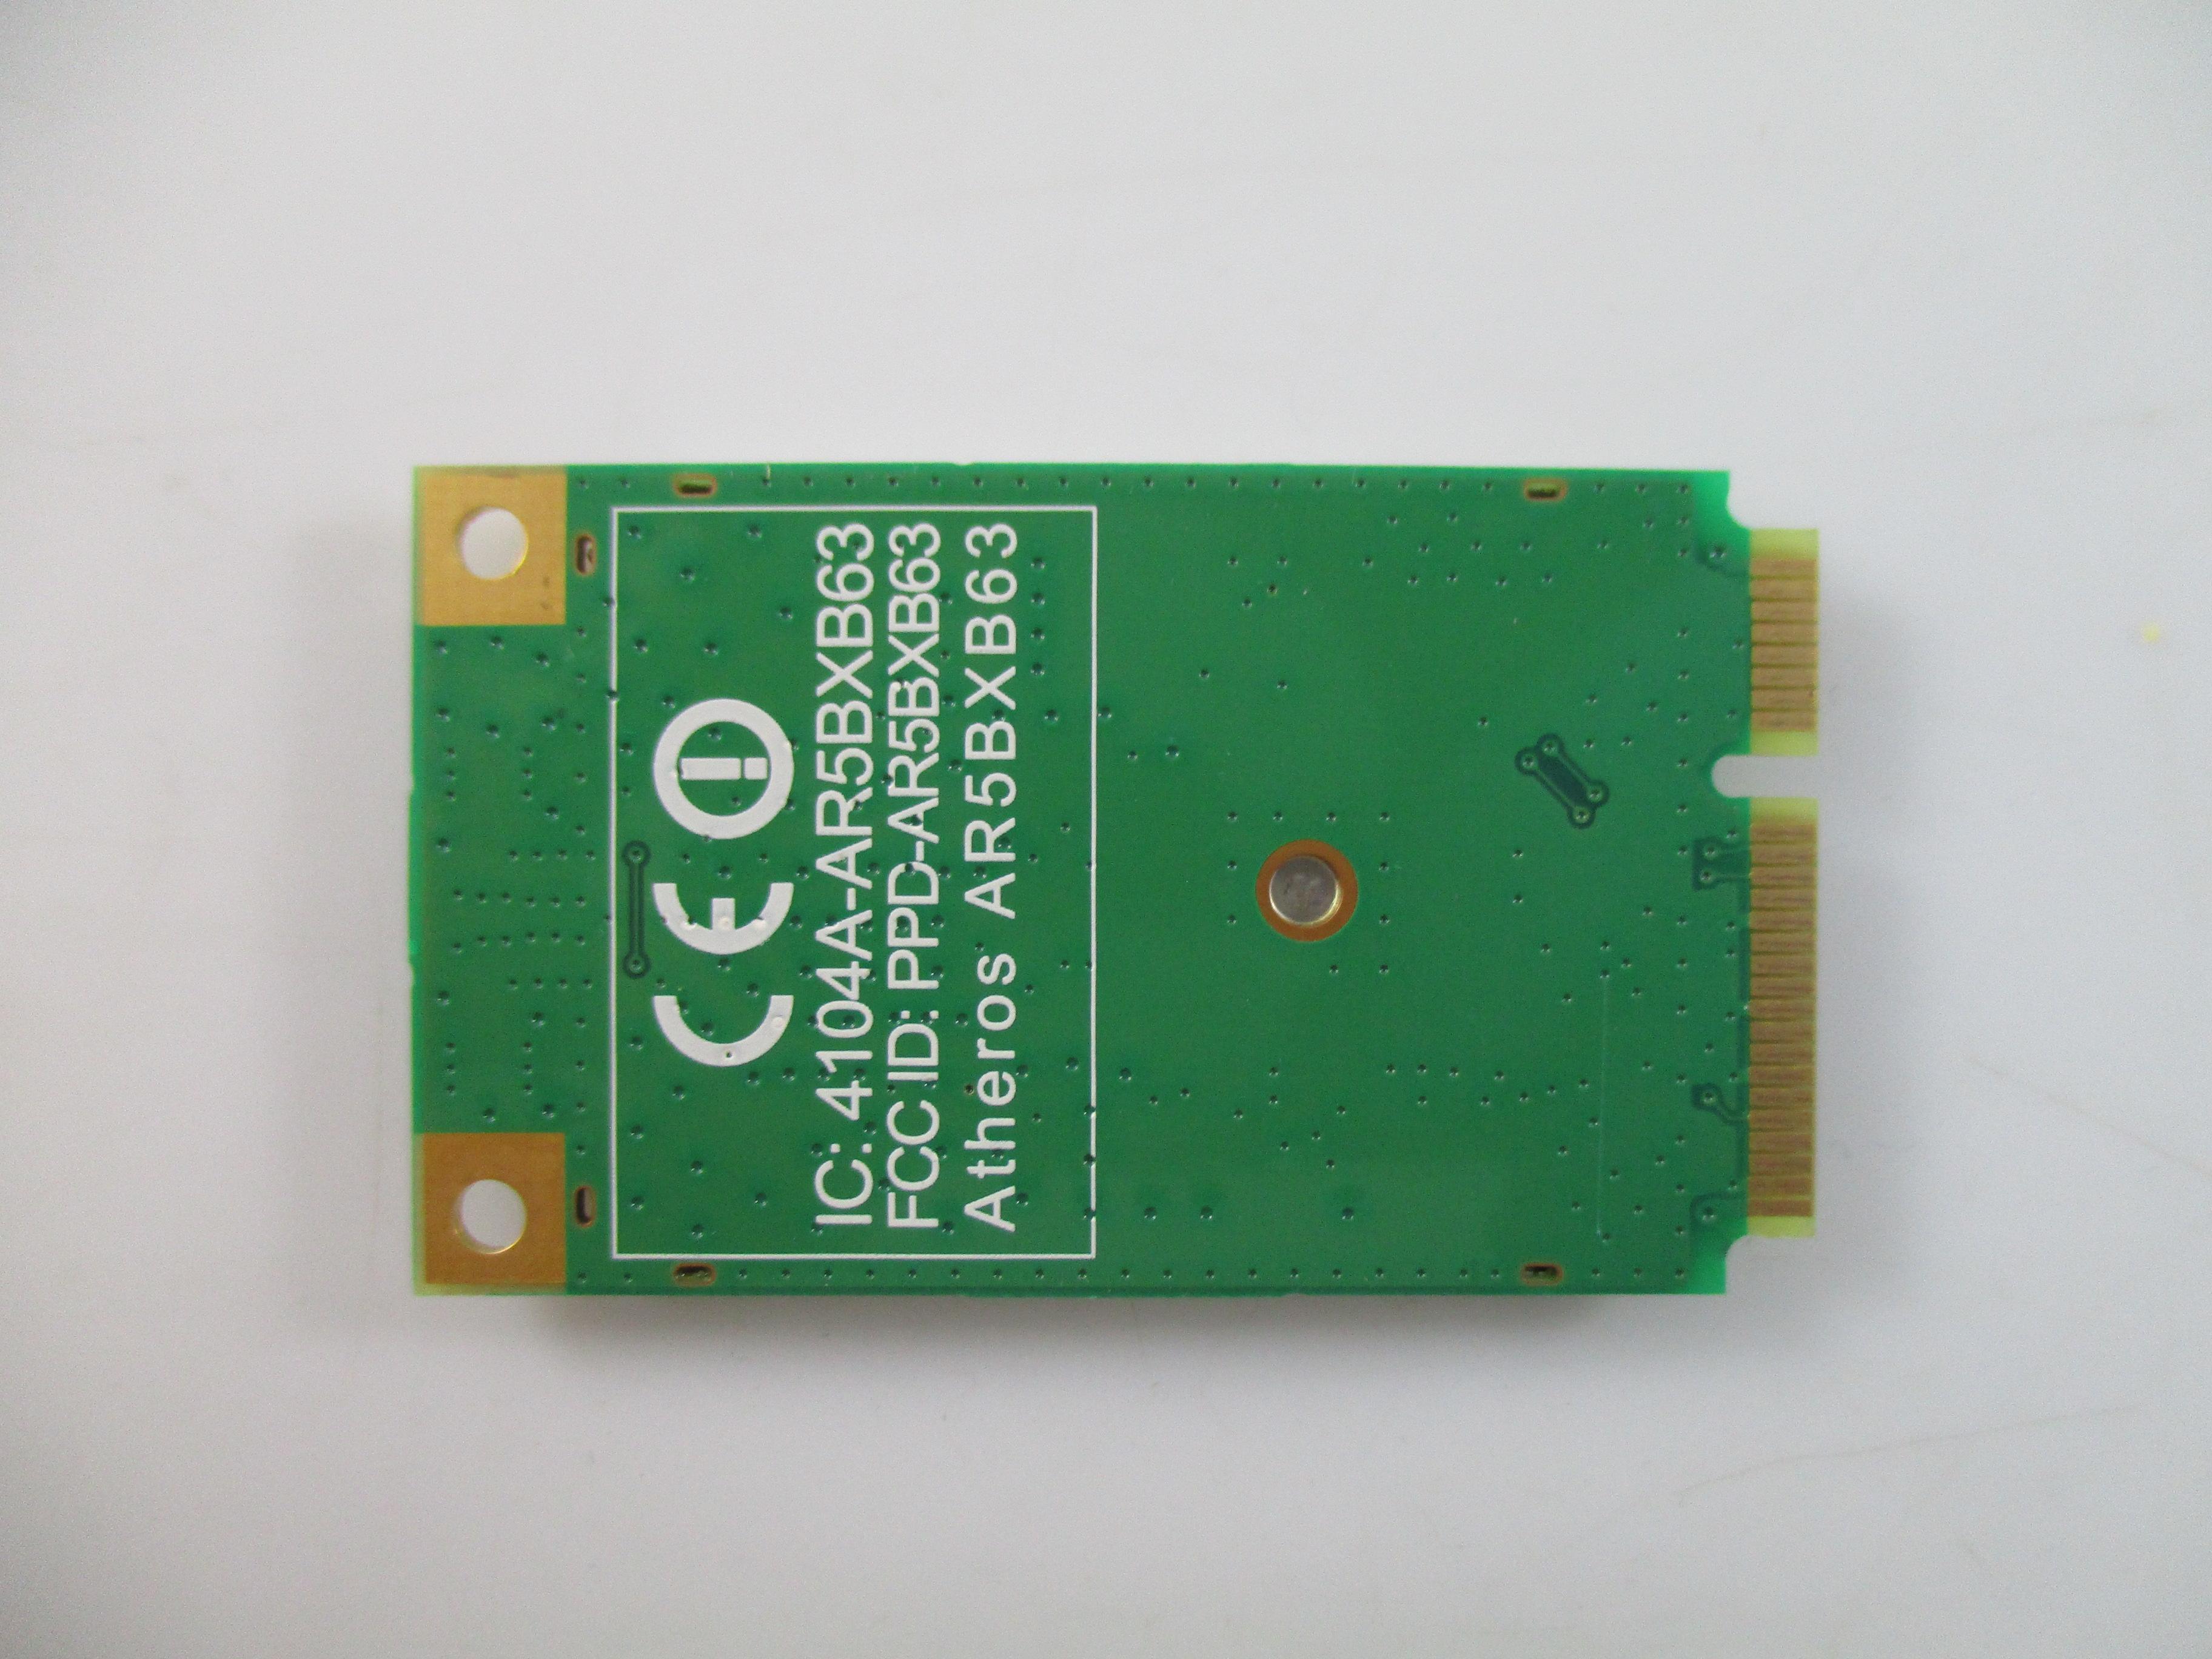 CE
IC: 4104A-AR5BXB63
FCC ID: PPD-AR5BXB63
Atheros AR5BXB63